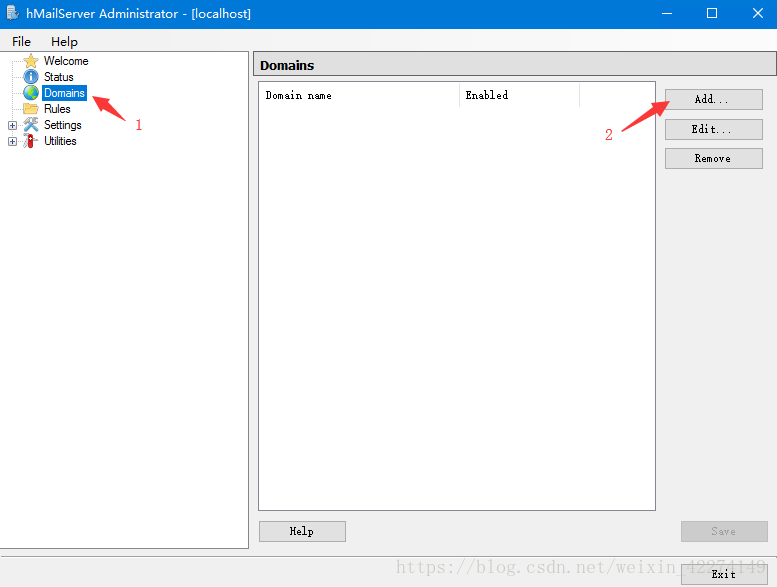 hMailServer Administrator - [localhost]
File Help
Welcome
Status
Domains
Rules
Settings
Utilities
1
Domains
Domain name Enabled
Add...
2
Edit...
Remove
Help
Save
https://blog.csdn.net/weixin_42274149
Exit